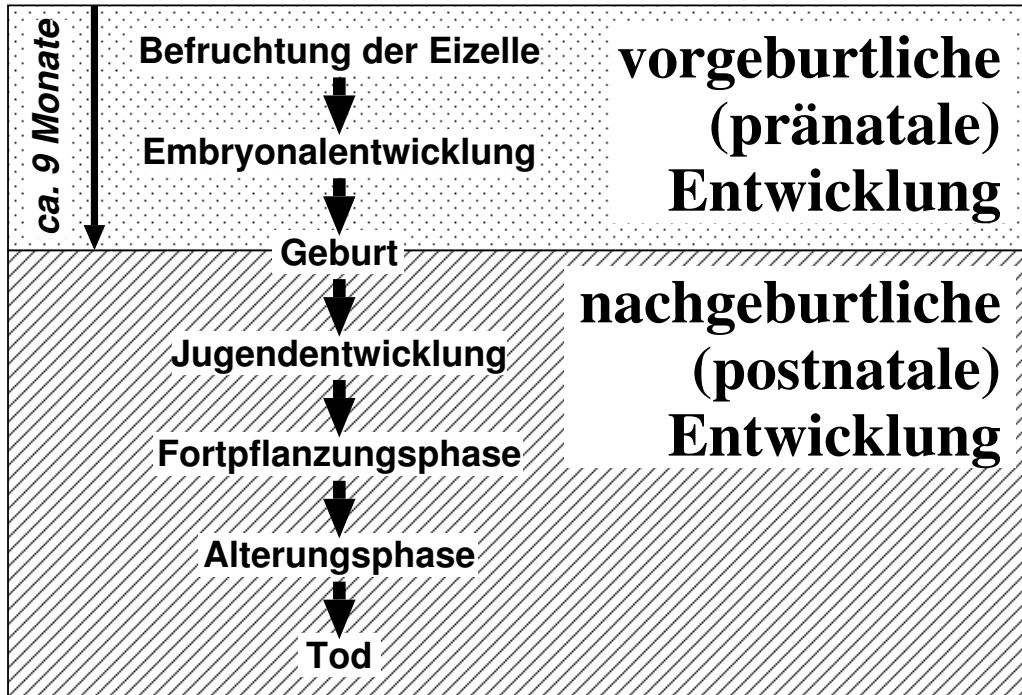 ca. 9 Monate
Befruchtung der Eizelle
Embryonalentwicklung
Geburt
Jugendentwicklung
Fortpflanzungsphase
Alterungsphase
Tod
vorgeburtliche
(pränatale)
Entwicklung
nachgeburtliche
(postnatale)
Entwicklung